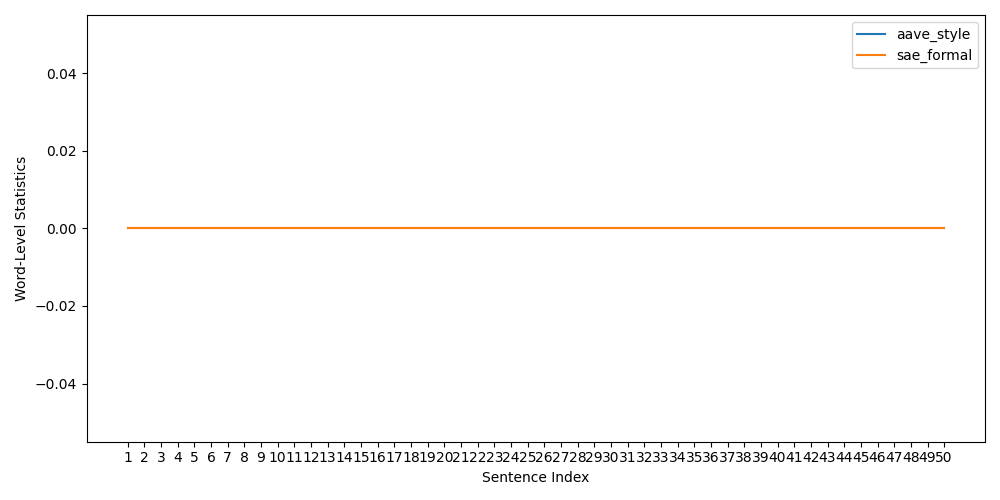 aave_style
sae_formal
0.04
0.02
0.00
−0.02
−0.04
Word-Level Statistics
1 2 3 4 5 6 7 8 9 10 11 12 13 14 15 16 17 18 19 20 21 22 23 24 25 26 27 28 29 30 31 32 33 34 35 36 37 38 39 40 41 42 43 44 45 46 47 48 49 50
Sentence Index